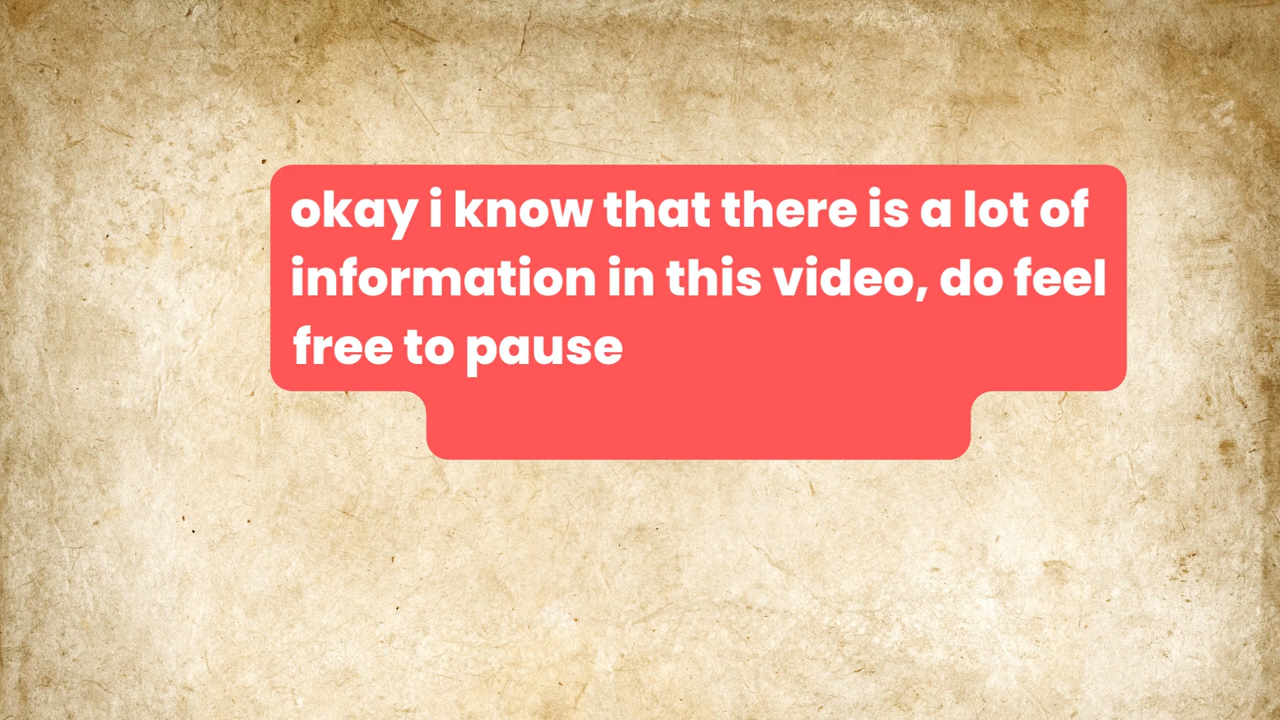 okay i know that there is a lot of
information in this video, do feel
free to pause